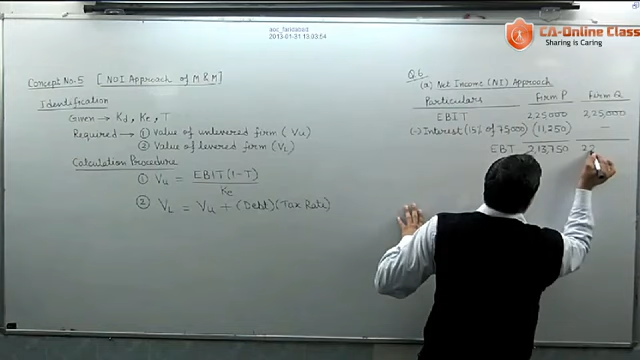 aoc_faridabad
2013-01-31 13:03:54
CA-Online Class
Sharing is Caring
Concept No.5 [NOI Approach of M & M]
Identification
Given → Kd, Ke, T
Required → ① Value of unlevered firm (Vu)
② Value of levered firm (VL)
Calculation Procedure
① Vu = EBIT(1-T)
Ke
② VL = Vu + (Debt)(Tax Rate)
Q.6
(a) Net Income (NI) Approach
Particulars Firm P Firm Q
EBIT 2,25,000 2,25,000
(-) Interest (15% of 75000) (11,250) —
EBT 2,13,750 22